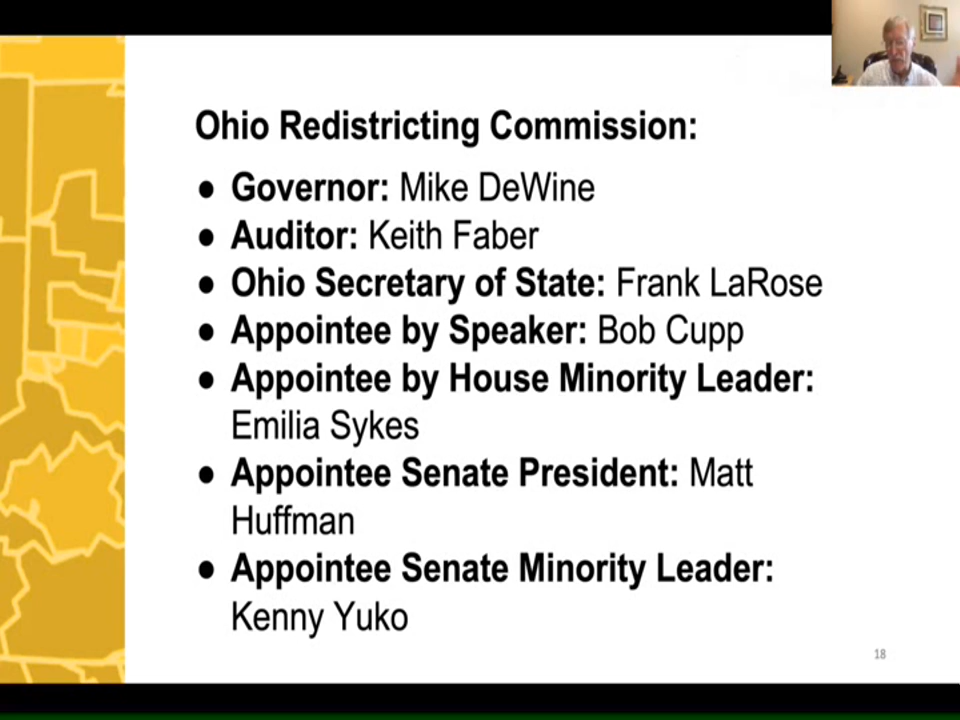 Ohio Redistricting Commission:
● Governor: Mike DeWine
● Auditor: Keith Faber
● Ohio Secretary of State: Frank LaRose
● Appointee by Speaker: Bob Cupp
● Appointee by House Minority Leader:
Emilia Sykes
● Appointee Senate President: Matt
Huffman
● Appointee Senate Minority Leader:
Kenny Yuko
18